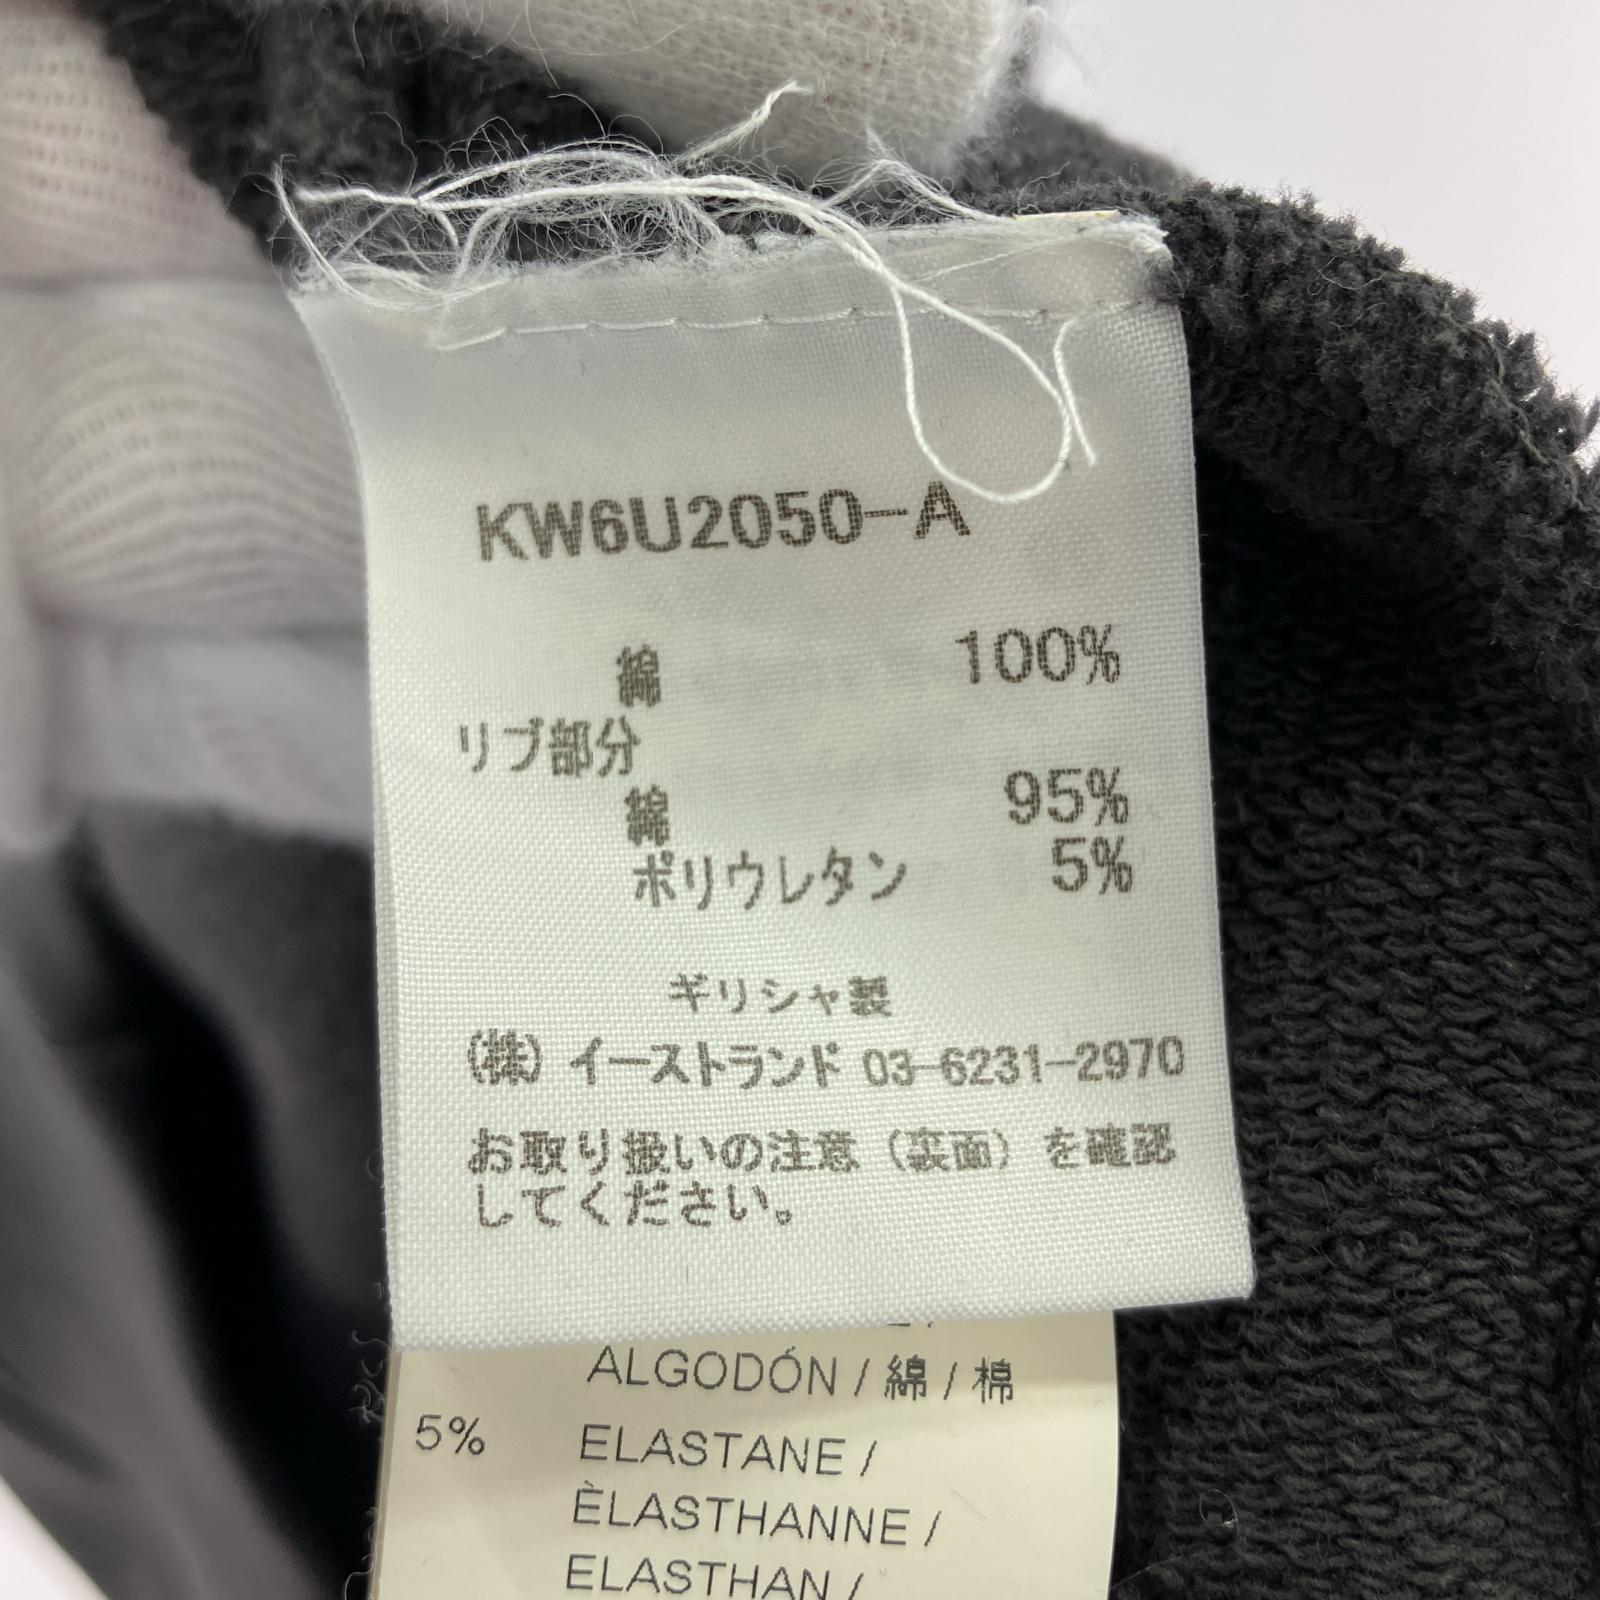 KW6U2050-A
綿 100%
リブ部分
綿 95%
ポリウレタン 5%
ギリシャ製
(株) イーストランド 03-6231-2970
お取り扱いの注意(裏面)を確認
してください。
ALGODÓN / 綿 / 棉
5% ELASTANE /
ÈLASTHANNE /
ELASTHAN /